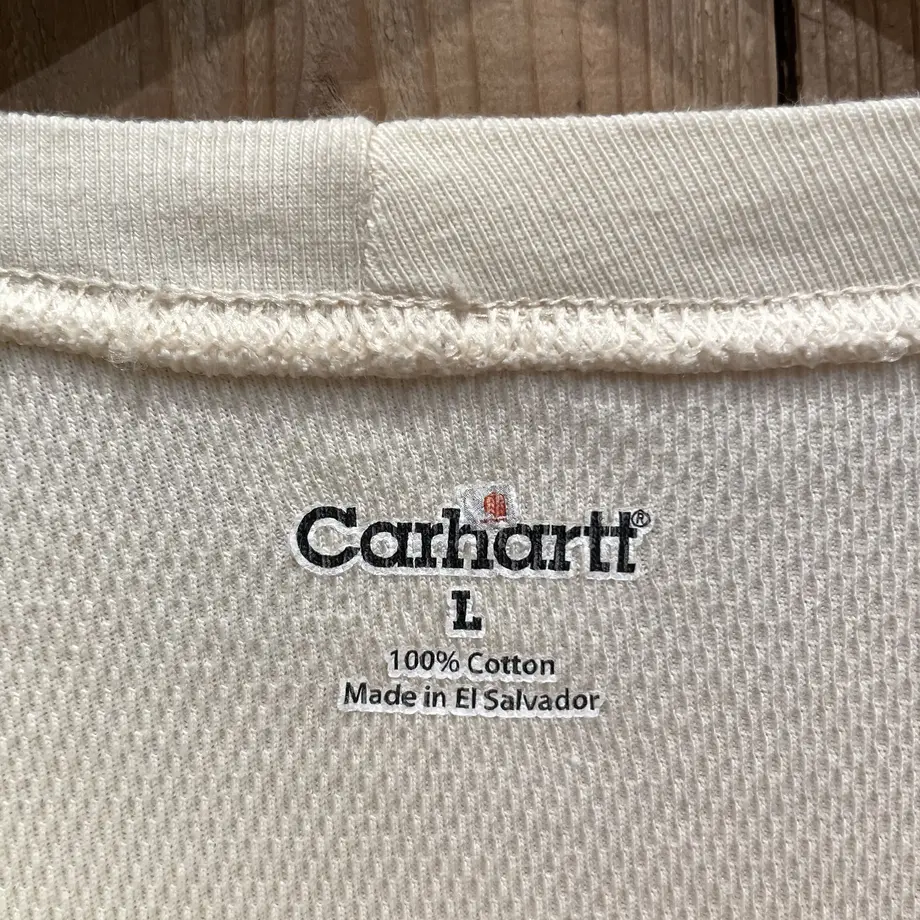 Carhartt®
L
100% Cotton
Made in El Salvador